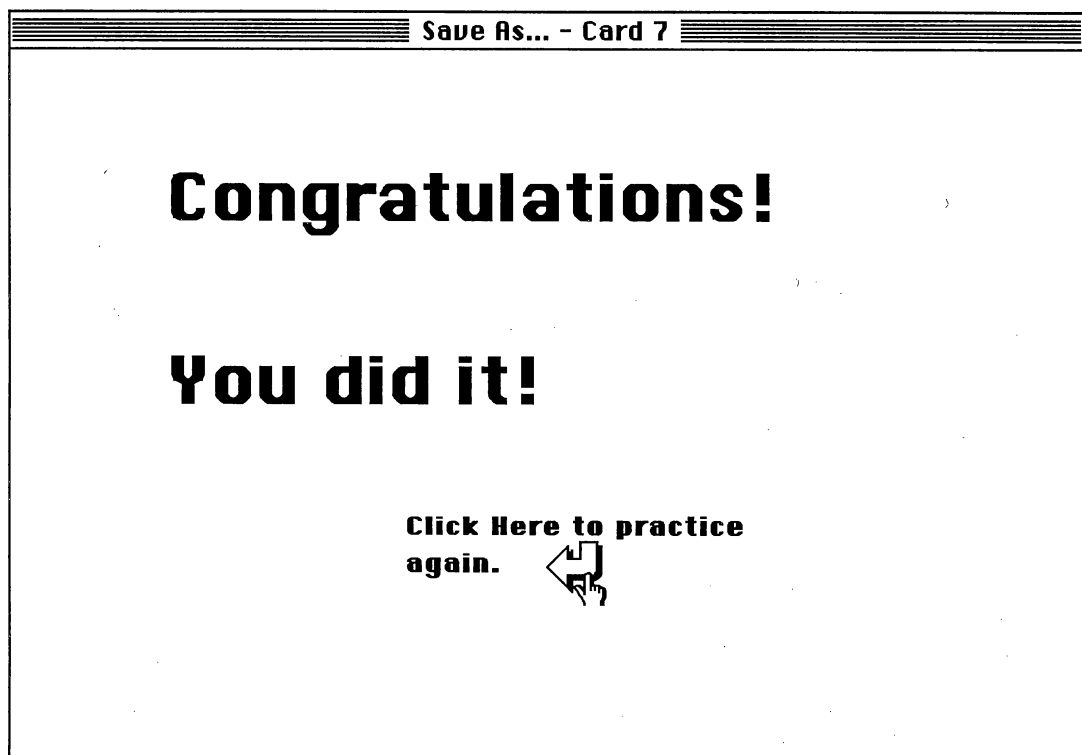 Save As... - Card 7
Congratulations!
You did it!
Click Here to practice
again.